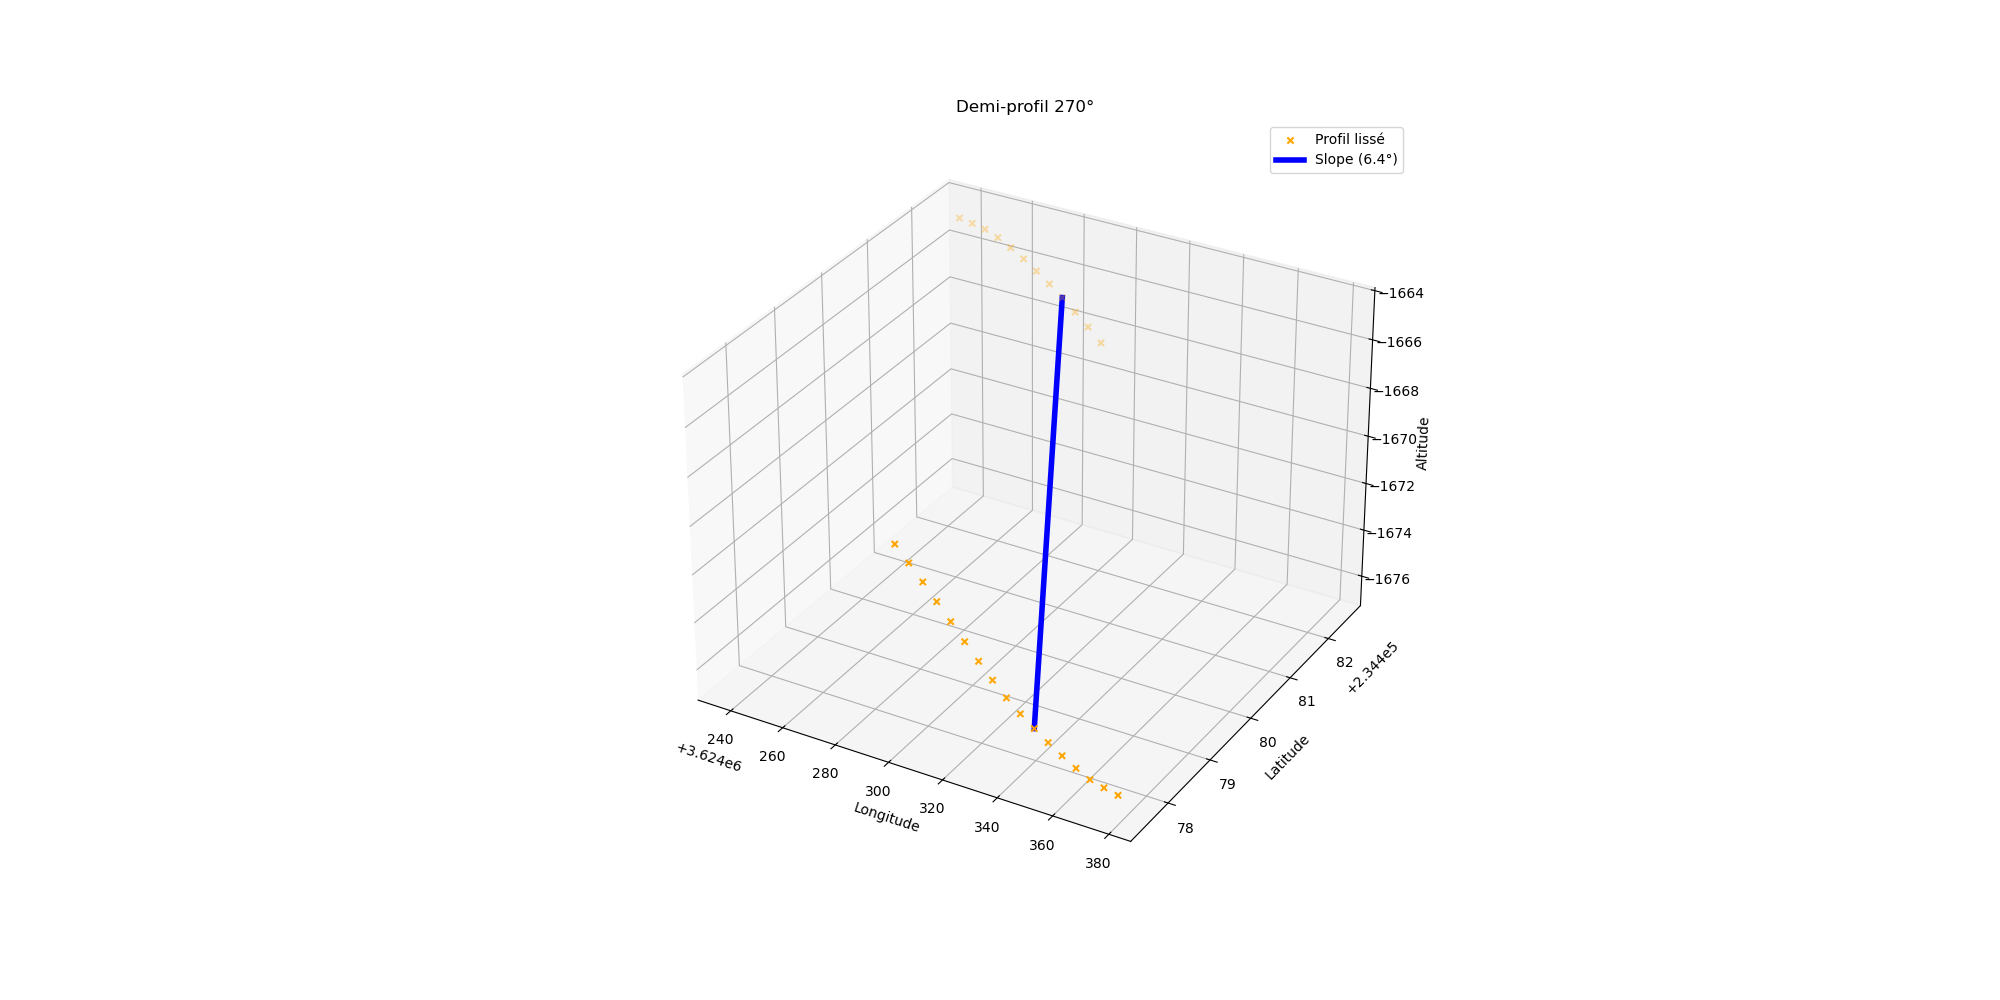 Demi-profil 270°
Profil lissé
Slope (6.4°)
−1664
−1666
−1668
−1670
−1672
−1674
−1676
Altitude
82
81
80
79
78
+2.344e5
Latitude
240
260
280
300
320
340
360
380
+3.624e6
Longitude